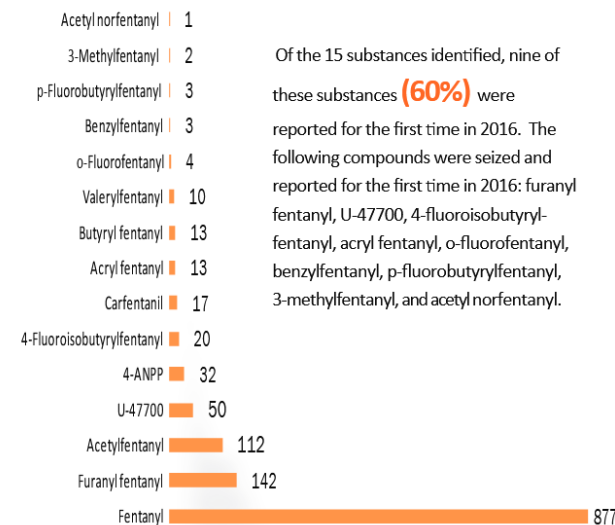 Acetyl norfentanyl 1
3-Methylfentanyl 2
p-Fluorobutyrylfentanyl 3
Benzylfentanyl 3
o-Fluorofentanyl 4
Valerylfentanyl 10
Butyryl fentanyl 13
Acryl fentanyl 13
Carfentanil 17
4-Fluoroisobutyrylfentanyl 20
4-ANPP 32
U-47700 50
Acetylfentanyl 112
Furanyl fentanyl 142
Fentanyl 877
Of the 15 substances identified, nine of
these substances (60%) were
reported for the first time in 2016. The
following compounds were seized and
reported for the first time in 2016: furanyl
fentanyl, U-47700, 4-fluoroisobutyryl-
fentanyl, acryl fentanyl, o-fluorofentanyl,
benzylfentanyl, p-fluorobutyrylfentanyl,
3-methylfentanyl, and acetyl norfentanyl.